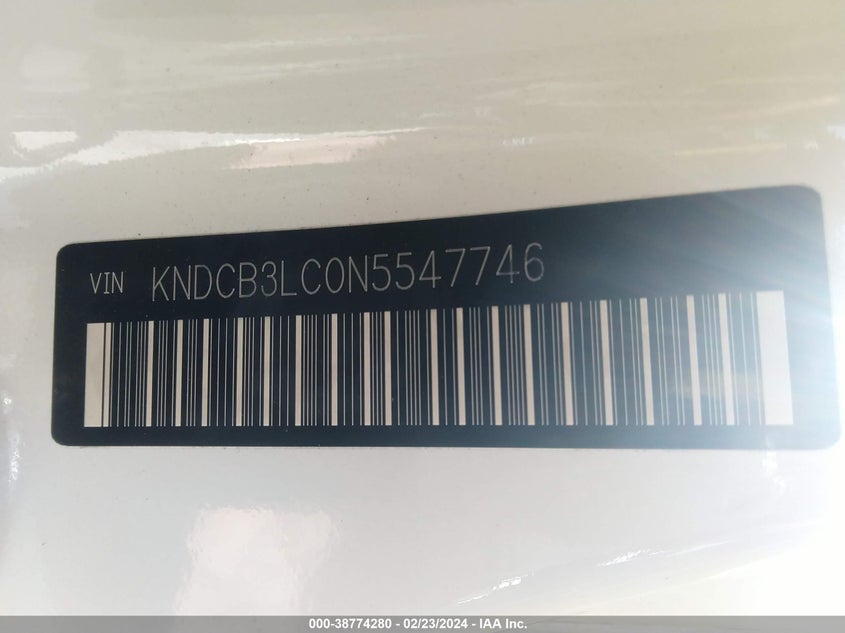 VIN KNDCB3LC0N5547746
000-38774280 - 02/23/2024 - IAA Inc.